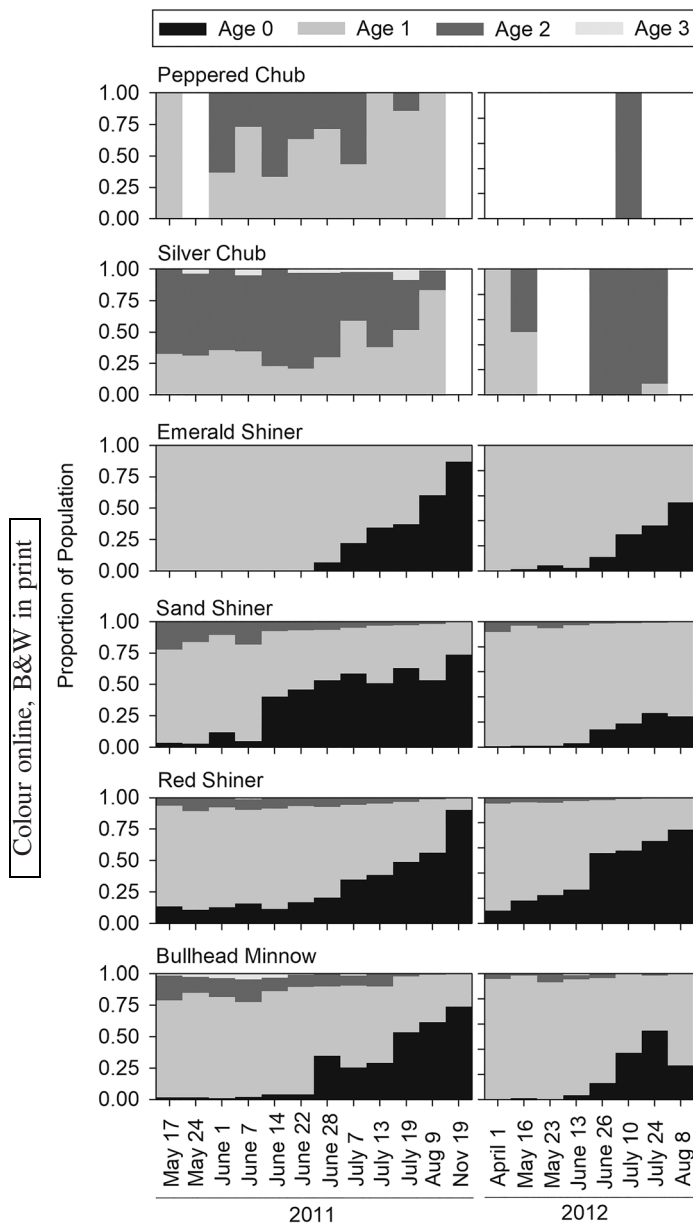 Age 0 Age 1 Age 2 Age 3
Peppered Chub
1.00
0.75
0.50
0.25
0.00
Silver Chub
1.00
0.75
0.50
0.25
0.00
Emerald Shiner
1.00
0.75
0.50
0.25
0.00
Sand Shiner
1.00
0.75
0.50
0.25
0.00
Red Shiner
1.00
0.75
0.50
0.25
0.00
Bullhead Minnow
1.00
0.75
0.50
0.25
0.00
Proportion of Population
Colour online, B&W in print
May 17
May 24
June 1
June 7
June 14
June 22
June 28
July 7
July 13
July 19
Aug 9
Nov 19
April 1
May 16
May 23
June 13
June 26
July 10
July 24
Aug 8
2011
2012